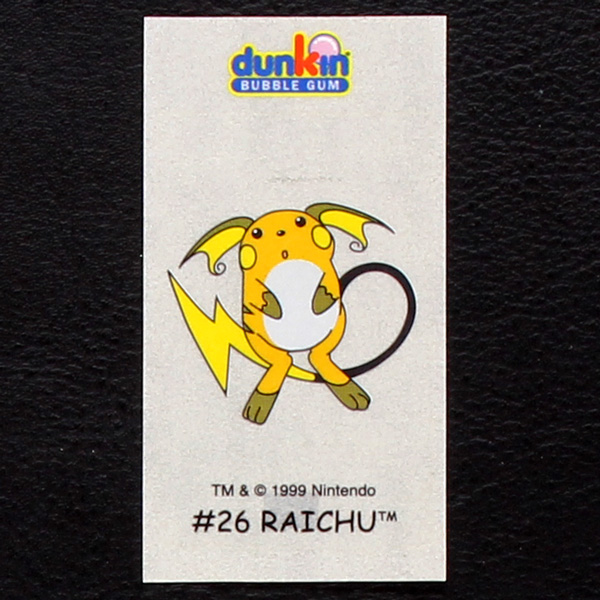 dunkin
BUBBLE GUM
TM & © 1999 Nintendo
#26 RAICHU™